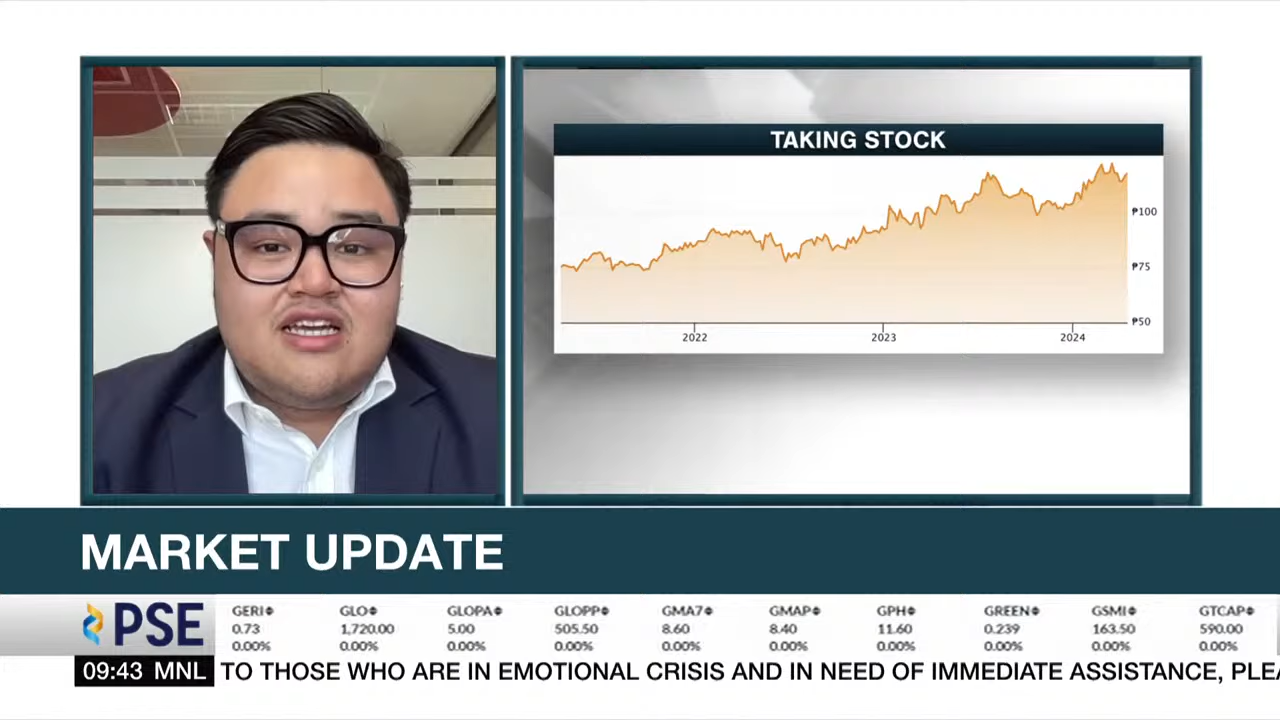 TAKING STOCK
₱100
₱75
₱50
2022 2023 2024
MARKET UPDATE
PSE
GERI GLO GLOPA GLOPP GMA7 GMAP GPH GREEN GSMI GTCAP
0.73 1,720.00 5.00 505.50 8.60 8.40 11.60 0.239 163.50 590.00
0.00% 0.00% 0.00% 0.00% 0.00% 0.00% 0.00% 0.00% 0.00% 0.00%
09:43 MNL TO THOSE WHO ARE IN EMOTIONAL CRISIS AND IN NEED OF IMMEDIATE ASSISTANCE, PLEA